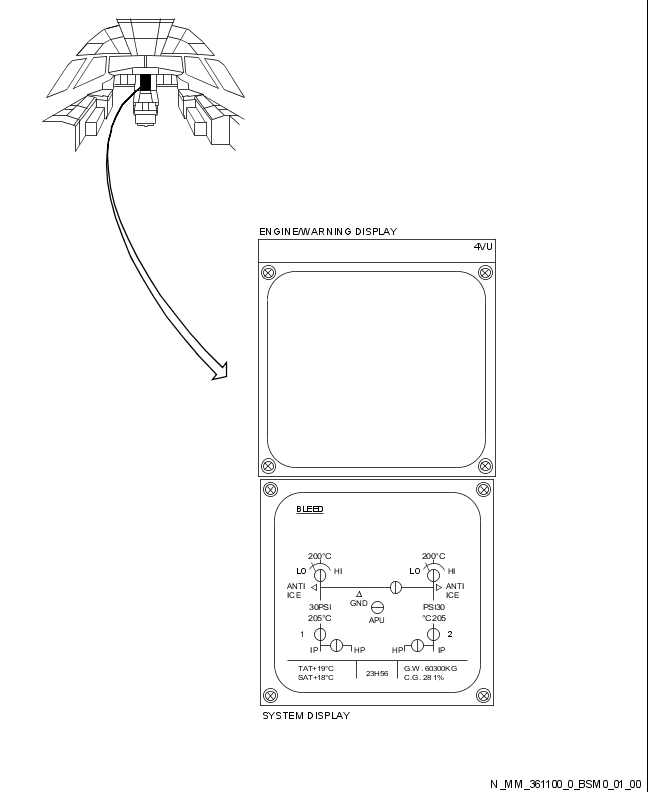 ENGINE/WARNING DISPLAY
4VU
BLEED
200°C 200°C
LO HI LO HI
ANTI ICE ANTI ICE
GND
APU
30PSI PSI30
205°C °C205
1 2
IP HP HP IP
TAT+19°C 23H56 G.W. 60300KG
SAT+18°C C.G. 28 1%
SYSTEM DISPLAY
N_MM_361100_0_BSM0_01_00